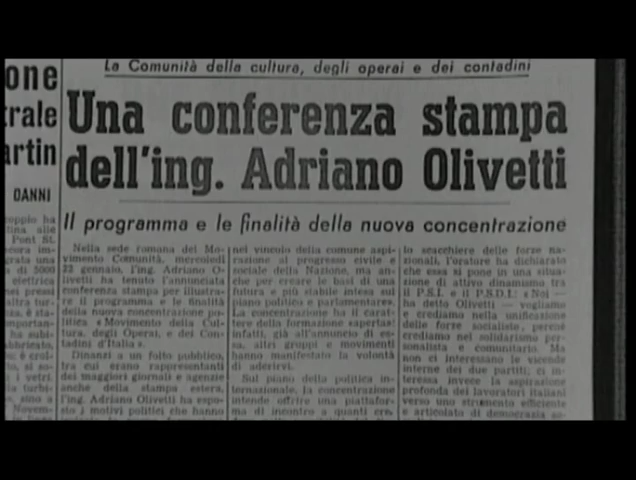 La Comunità della cultura, degli operai e dei contadini
Una conferenza stampa
dell'ing. Adriano Olivetti
Il programma e le finalità della nuova concentrazione
one
trale
artin
DANNI
Nella sede romana del Mo-
vimento Comunità, mercoledì
22 gennaio, l'ing. Adriano O-
livetti ha tenuto l'annunciata
conferenza stampa per illustra-
re il programma e le finalità
della nuova concentrazione po-
litica «Movimento della Cultu-
ra, degli Operai, e dei Con-
tadini d'Italia».
Dinanzi a un folto pubblico,
tra cui erano rappresentanti
dei maggiori giornali e agenzie
anche della stampa estera,
l'ing. Adriano Olivetti ha espo-
sto i motivi politici che hanno
nel vincolo della comune aspi-
razione al progresso civile e
sociale della Nazione, ma an-
che per creare le basi di una
futura e più stabile intesa sul
piano politico e parlamentare.
La concentrazione ha il carat-
tere della formazione aperta:
infatti, già all'annuncio di es-
sa, altri gruppi e movimenti
hanno manifestato la volontà
di aderirvi.
Sul piano della politica in-
ternazionale, la concentrazione
intende offrire una piattafor-
ma di incontro a quanti
lo scacchiere delle forze na-
zionali, l'oratore ha dichiarato
che essa si pone in una situa-
zione di attivo dinamismo tra
il P.S.I. e il P.S.D.I.: «Noi —
ha detto Olivetti — vogliamo
e crediamo nella unificazione
delle forze socialiste, perché
crediamo nel solidarismo perso-
nalista e comunitario. Ma
non ci interessano le vicende
interne dei due partiti; ci in-
teressa invece la aspirazione
profonda dei lavoratori italiani
verso uno strumento efficiente
e articolato di democrazia so-